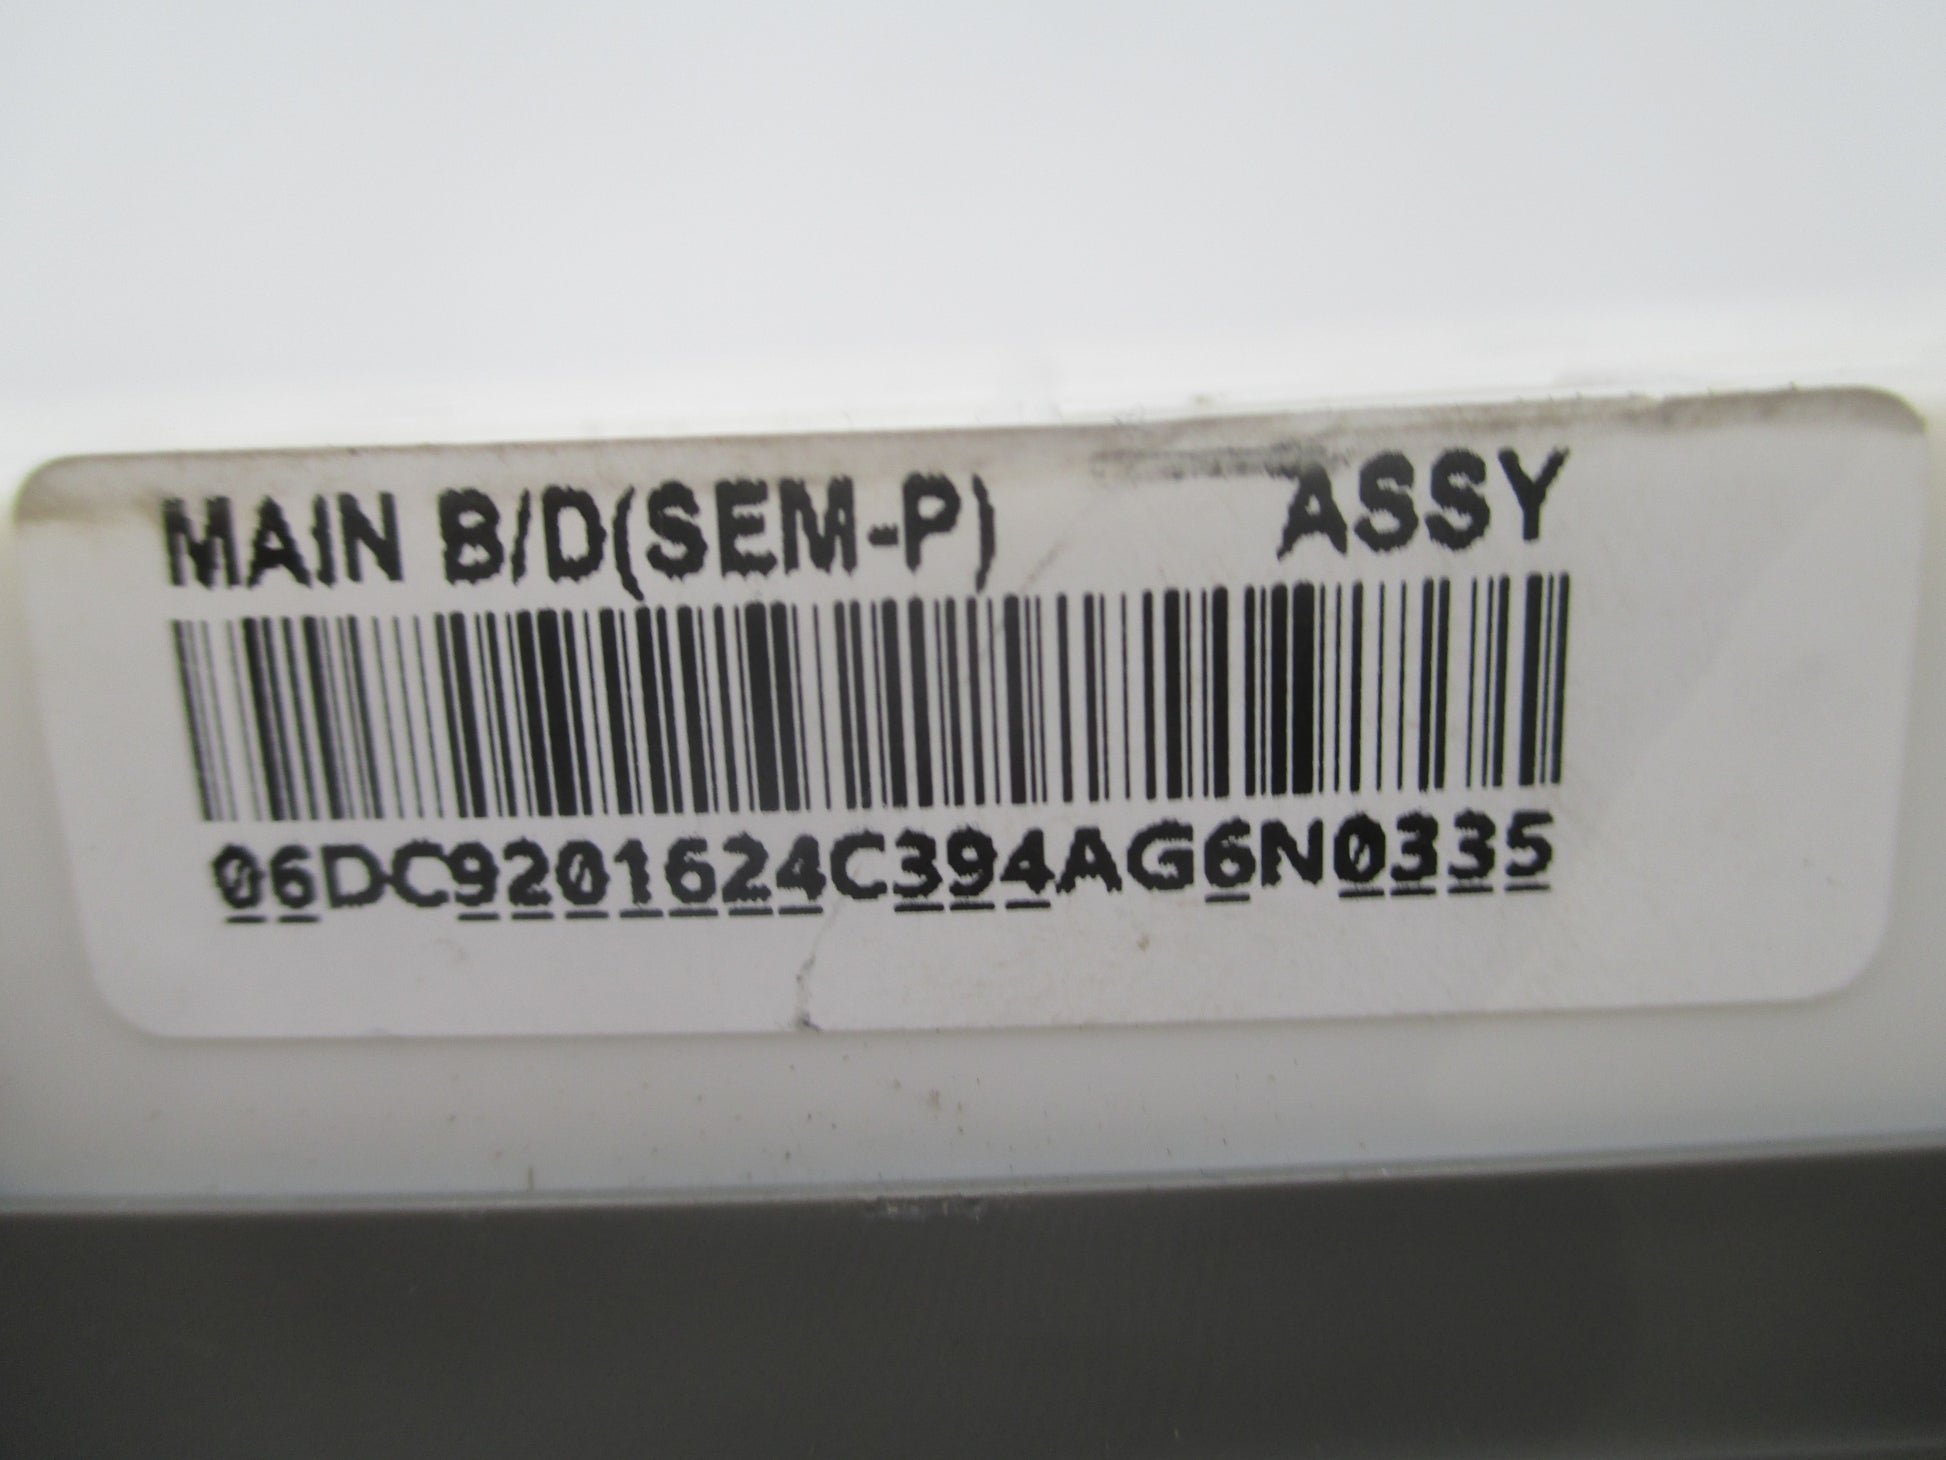 MAIN B/D(SEM-P) ASSY
06DC9201624C394AG6N0335